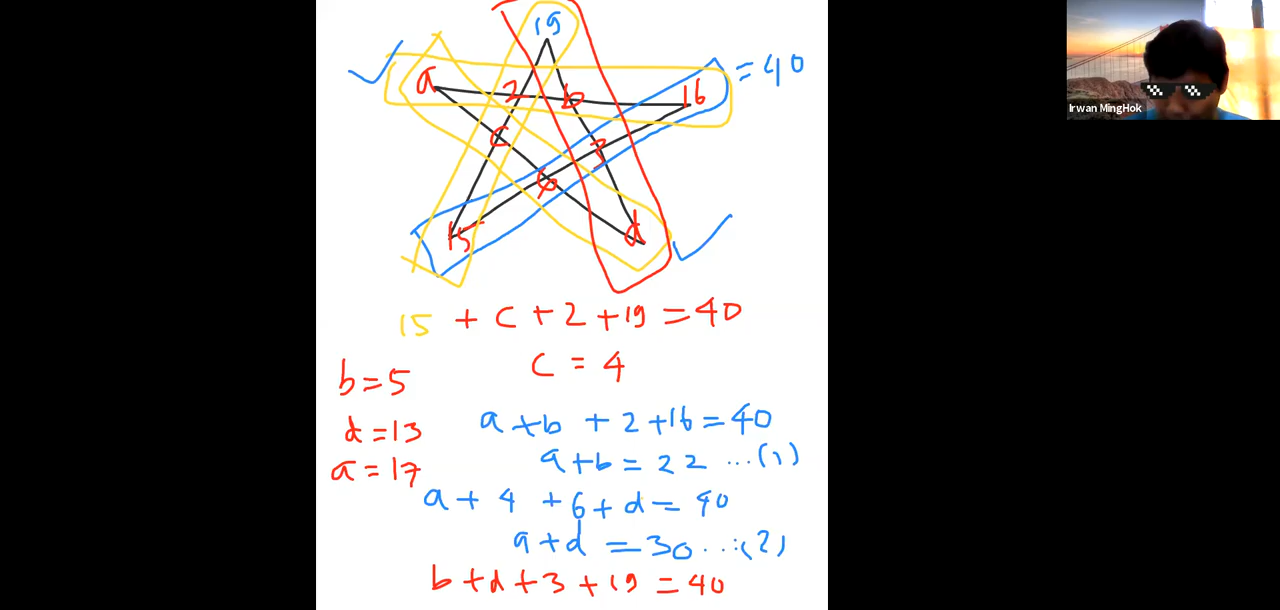 19
a 2 b 16 = 40
c 3
6
15 d
15 + c + 2 + 19 = 40
c = 4
b = 5
d = 13
a = 17
a + b + 2 + 16 = 40
a + b = 22 ...(1)
a + 4 + 6 + d = 40
a + d = 30 ...(2)
b + d + 3 + 19 = 40
Irwan MingHok